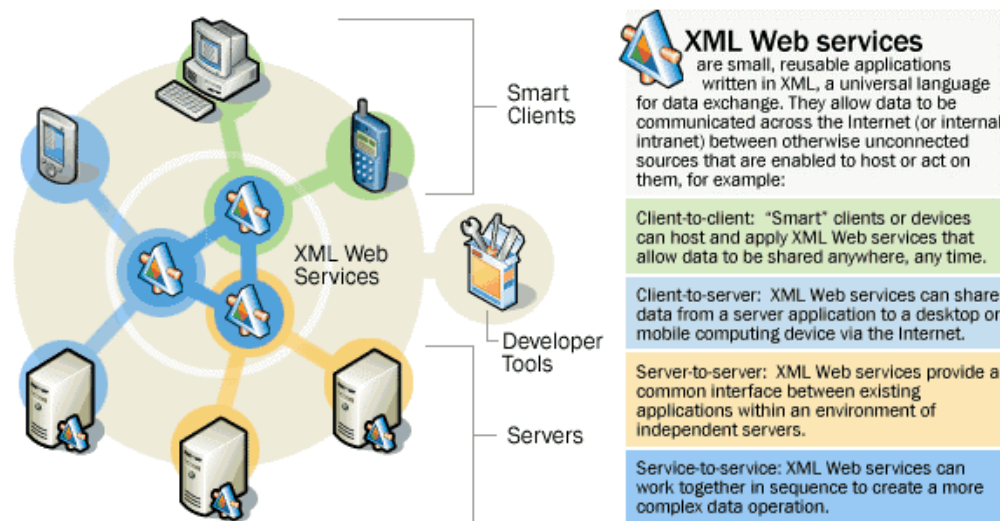 Smart
Clients
XML Web
Services
Developer
Tools
Servers
XML Web services
are small, reusable applications
written in XML, a universal language
for data exchange. They allow data to be
communicated across the Internet (or internal
intranet) between otherwise unconnected
sources that are enabled to host or act on
them, for example:
Client-to-client: “Smart” clients or devices
can host and apply XML Web services that
allow data to be shared anywhere, any time.
Client-to-server: XML Web services can share
data from a server application to a desktop or
mobile computing device via the Internet.
Server-to-server: XML Web services provide a
common interface between existing
applications within an environment of
independent servers.
Service-to-service: XML Web services can
work together in sequence to create a more
complex data operation.